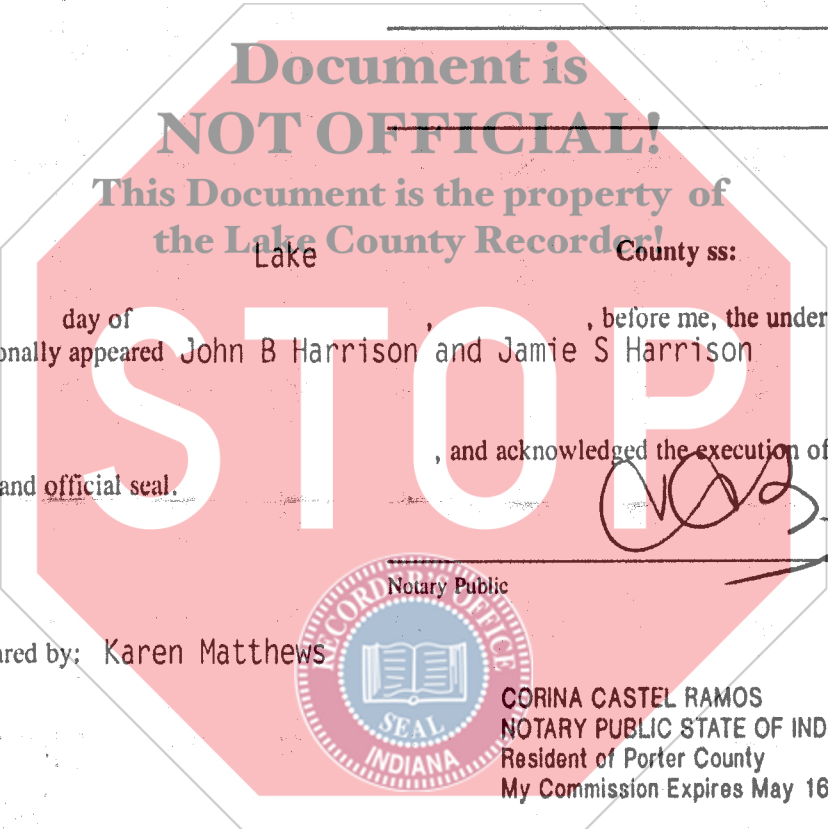 Document is
NOT OFFICIAL!
This Document is the property of
the Lake County Recorder!
Lake County ss:
day of , , before me, the under
onally appeared John B Harrison and Jamie S Harrison
, and acknowledged the execution of
and official seal.
STOP
Notary Public
ared by: Karen Matthews
RECORDER'S OFFICE
SEAL
INDIANA
CORINA CASTEL RAMOS
NOTARY PUBLIC STATE OF IND
Resident of Porter County
My Commission Expires May 16